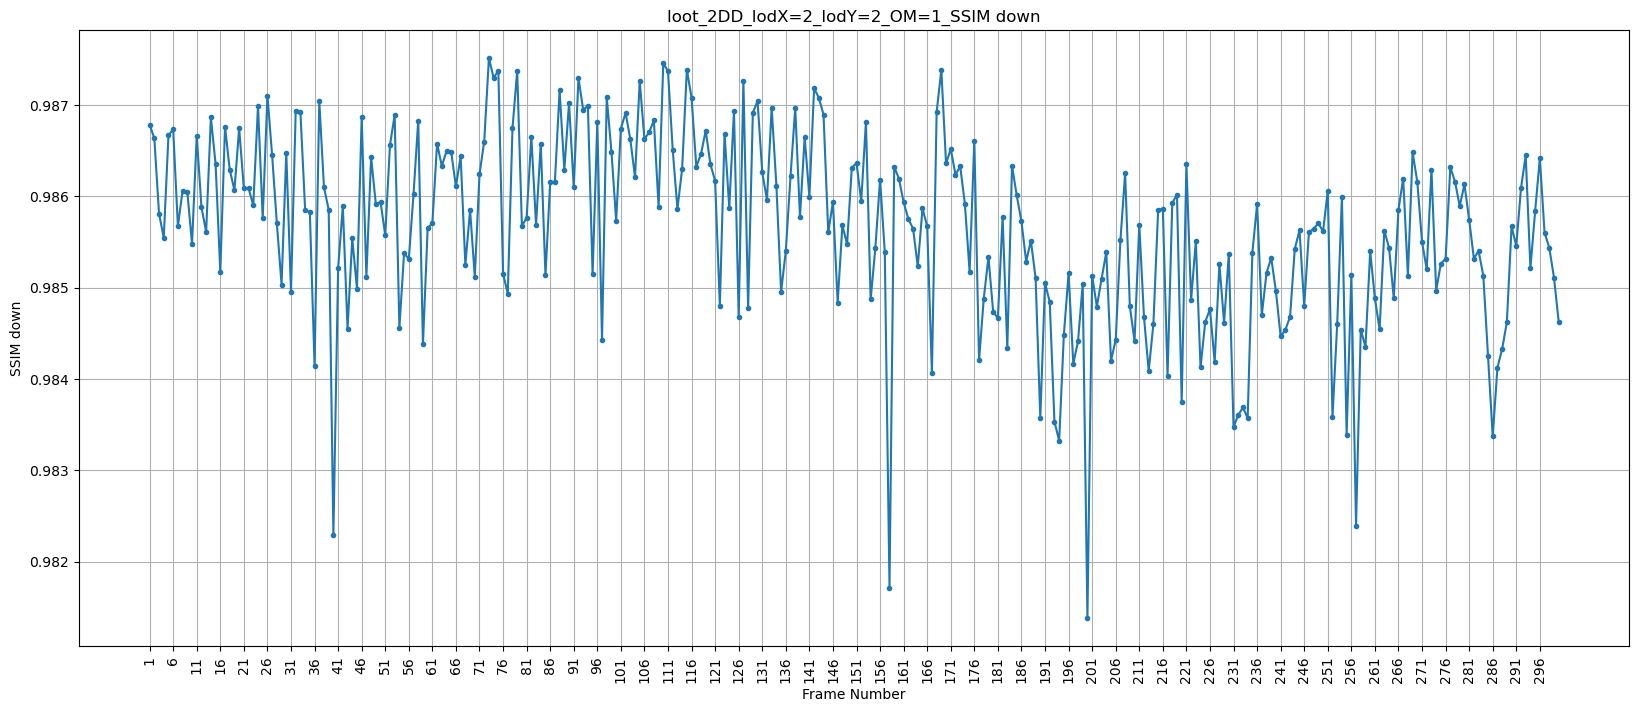 loot_2DD_lodX=2_lodY=2_OM=1_SSIM down
SSIM down
0.987
0.986
0.985
0.984
0.983
0.982
1 6 11 16 21 26 31 36 41 46 51 56 61 66 71 76 81 86 91 96 101 106 111 116 121 126 131 136 141 146 151 156 161 166 171 176 181 186 191 196 201 206 211 216 221 226 231 236 241 246 251 256 261 266 271 276 281 286 291 296
Frame Number